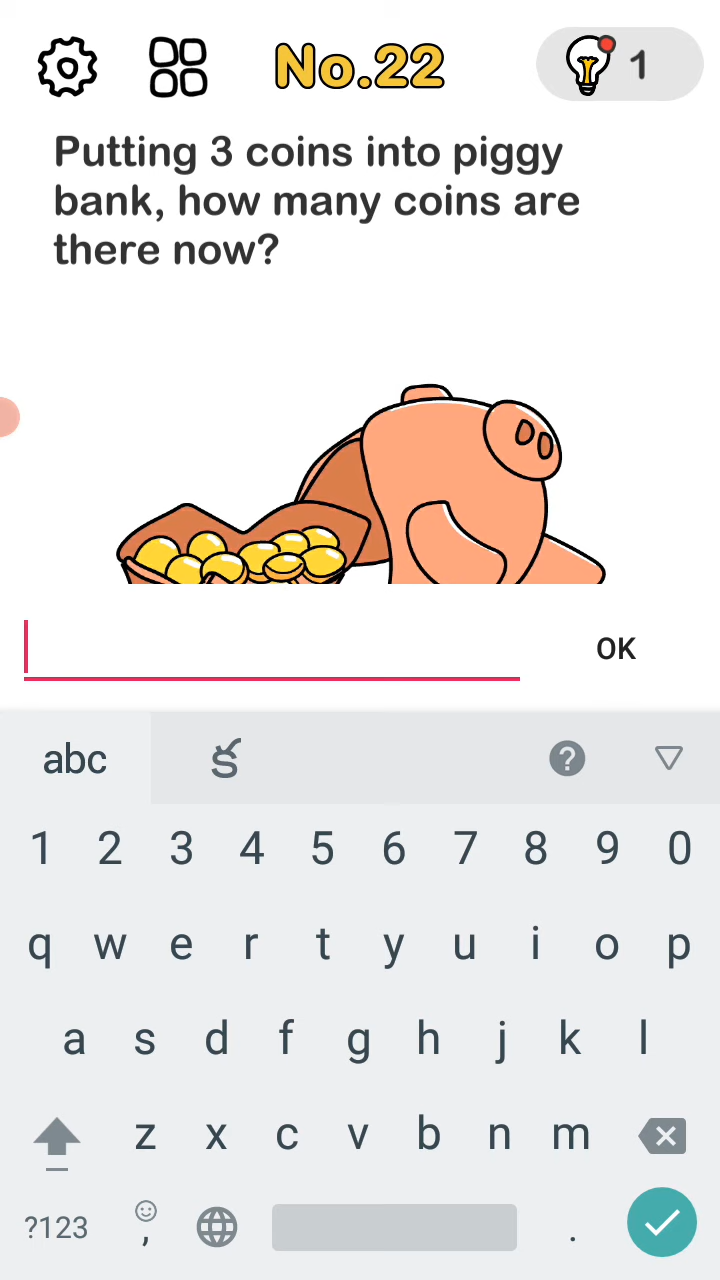 No.22
1
Putting 3 coins into piggy
bank, how many coins are
there now?
OK
abc
క
?
1 2 3 4 5 6 7 8 9 0
q w e r t y u i o p
a s d f g h j k l
z x c v b n m
?123 , .